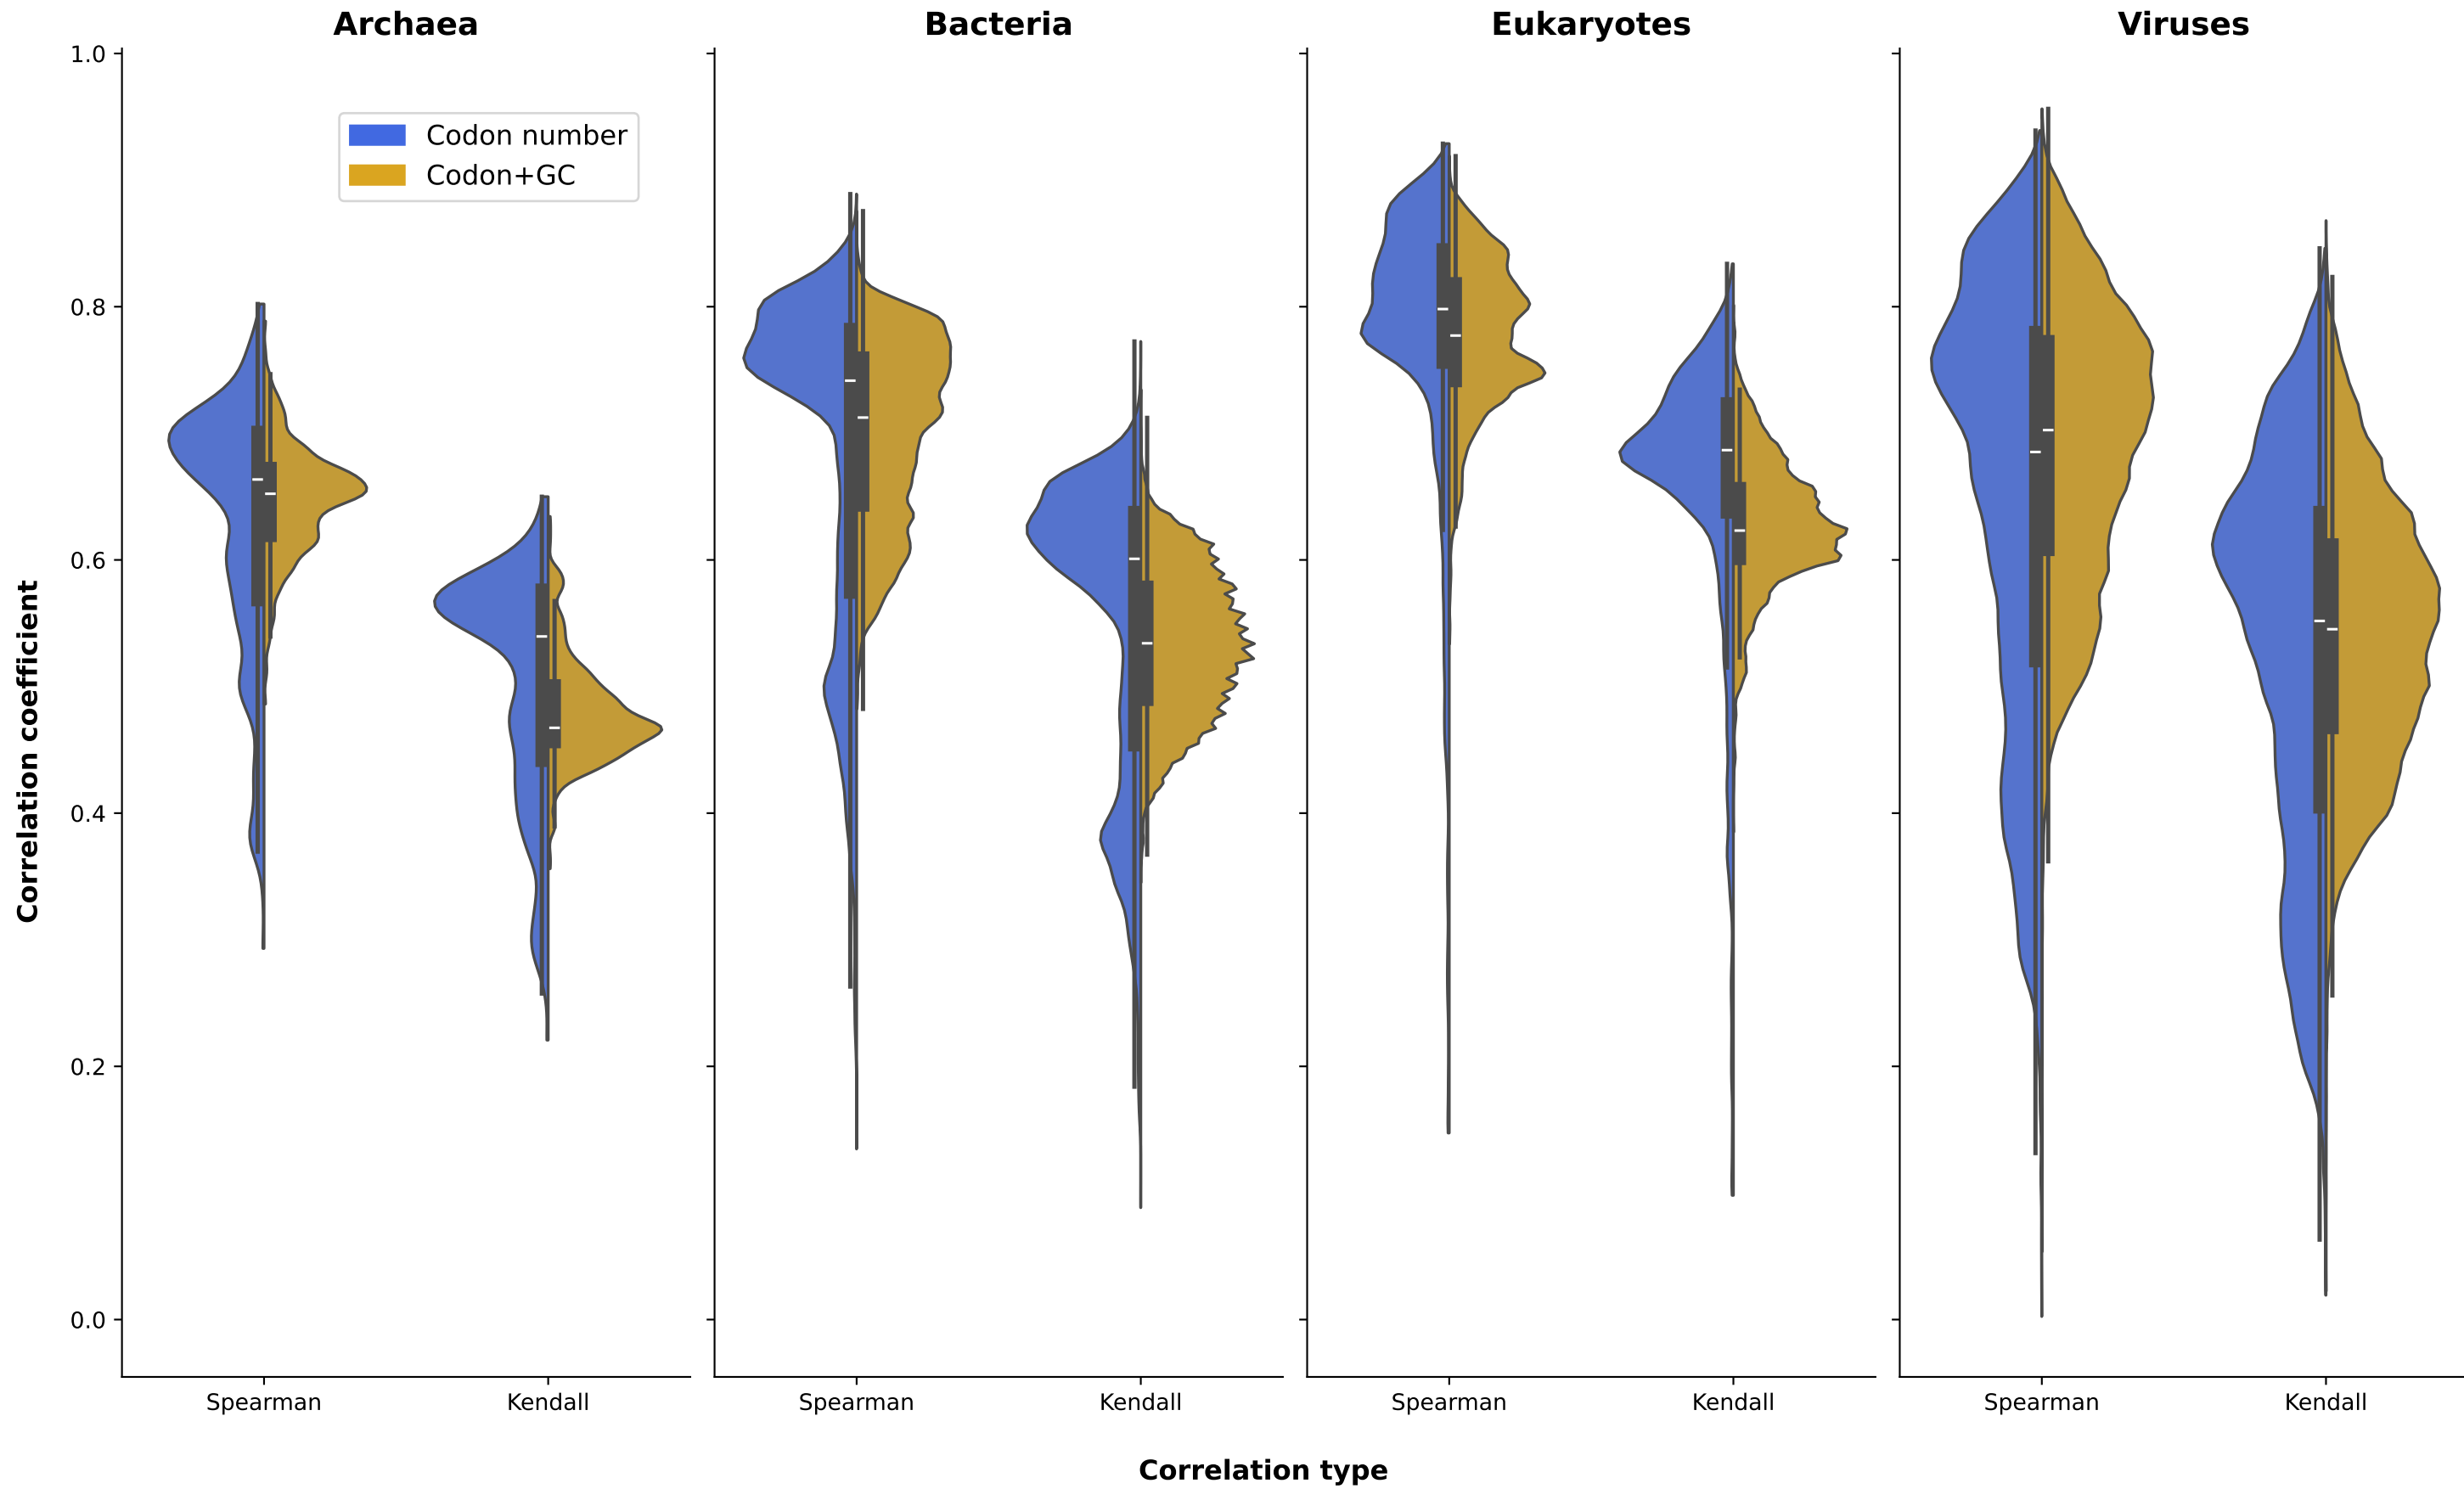 Archaea
Bacteria
Eukaryotes
Viruses
1.0
0.8
0.6
0.4
0.2
0.0
Correlation coefficient
Codon number
Codon+GC
Spearman
Kendall
Spearman
Kendall
Spearman
Kendall
Spearman
Kendall
Correlation type